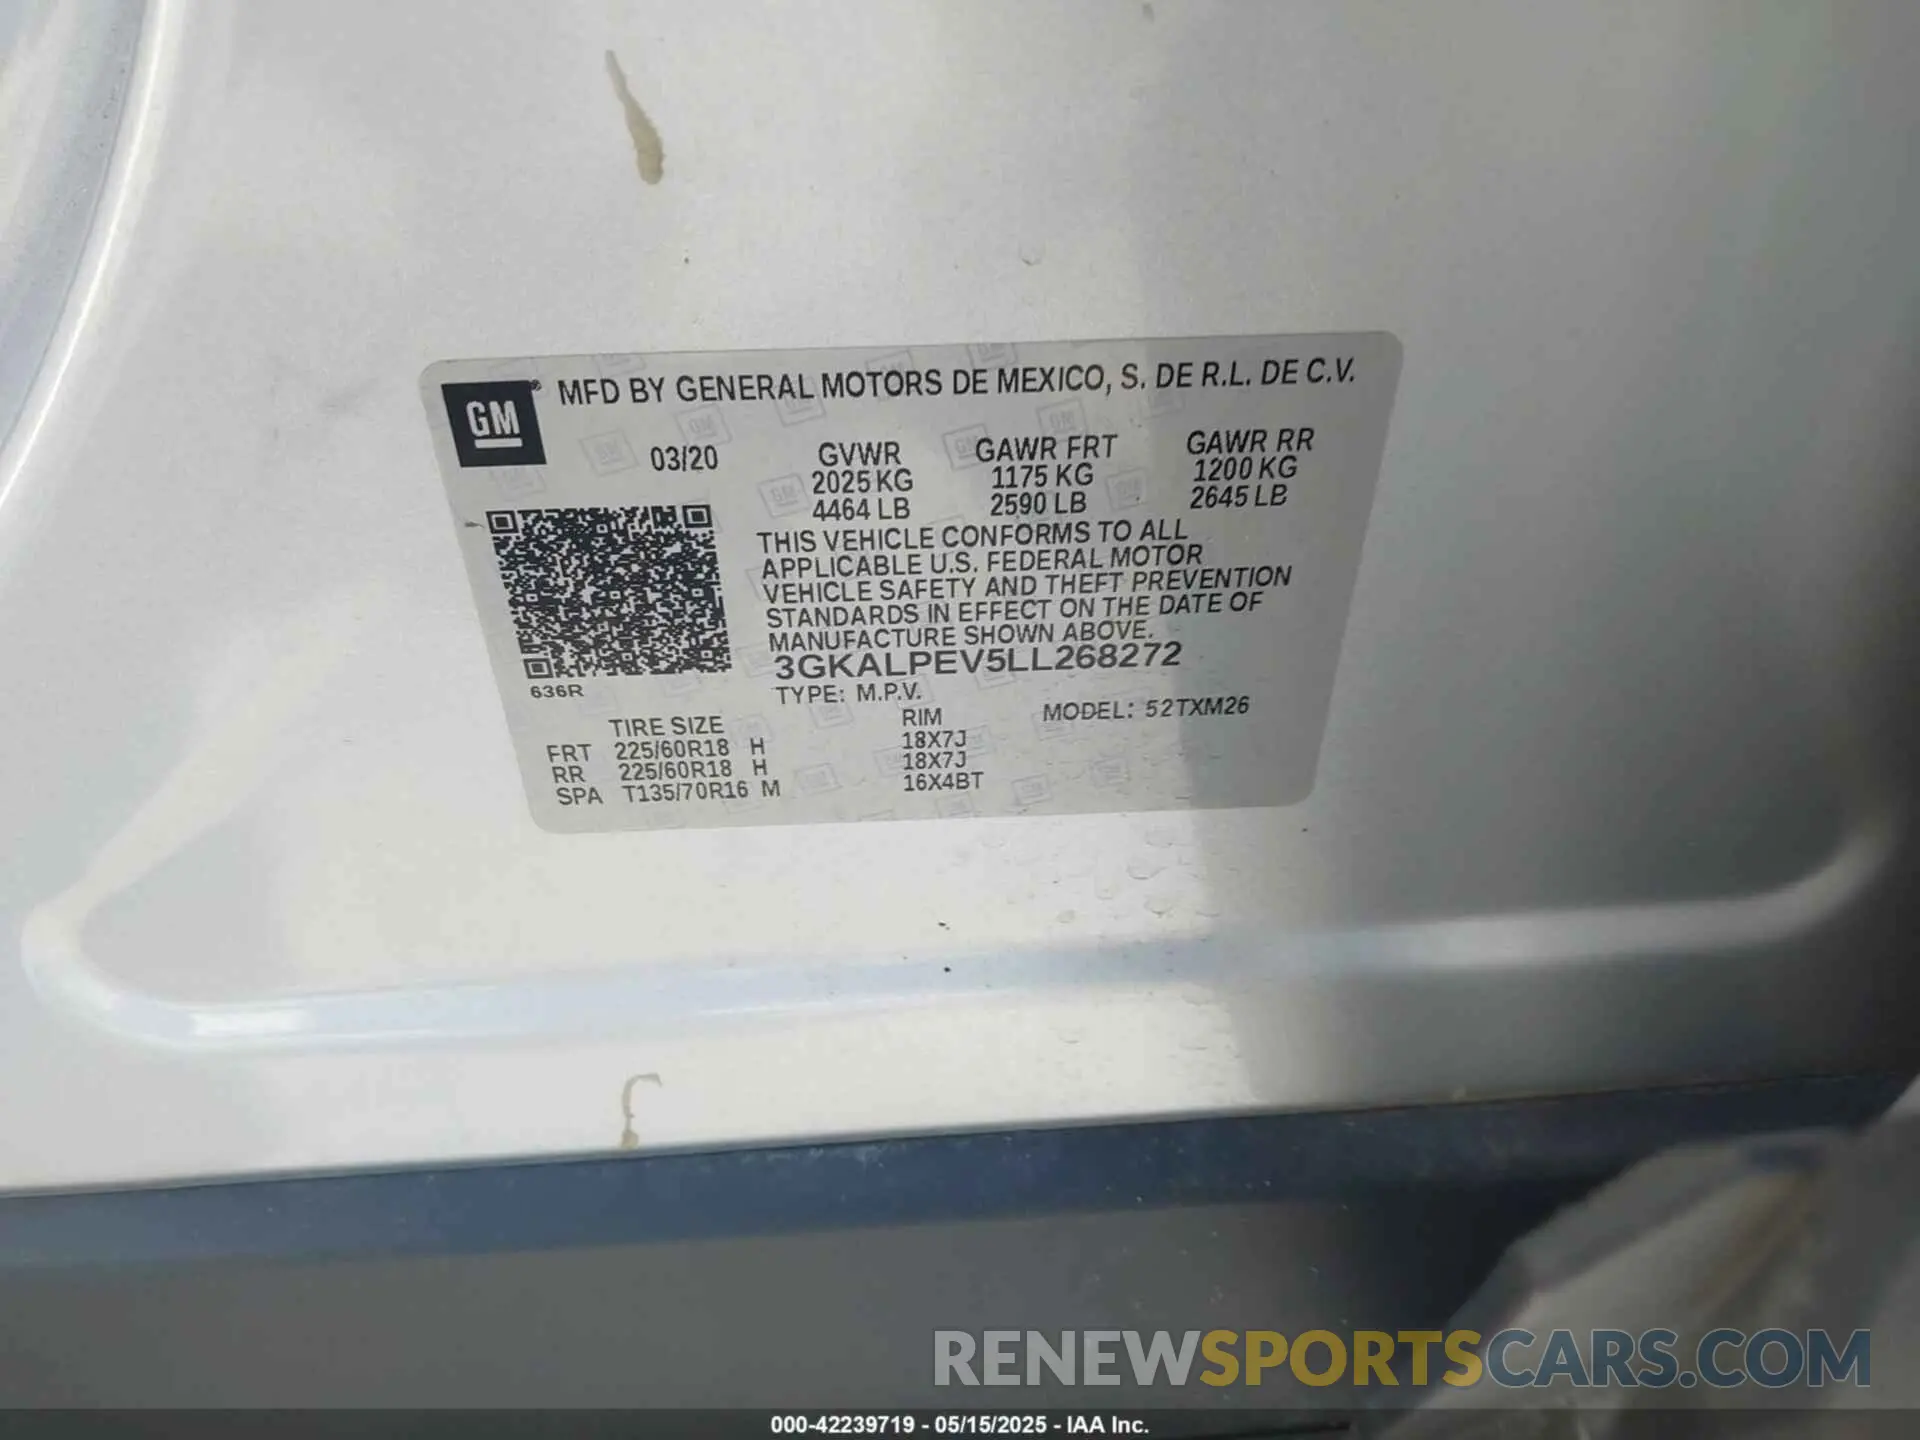 GM® MFD BY GENERAL MOTORS DE MEXICO, S. DE R.L. DE C.V.
03/20 GVWR GAWR FRT GAWR RR
2025 KG 1175 KG 1200 KG
4464 LB 2590 LB 2645 LB
THIS VEHICLE CONFORMS TO ALL
APPLICABLE U.S. FEDERAL MOTOR
VEHICLE SAFETY AND THEFT PREVENTION
STANDARDS IN EFFECT ON THE DATE OF
MANUFACTURE SHOWN ABOVE.
3GKALPEV5LL268272
636R
TYPE: M.P.V.
TIRE SIZE RIM MODEL: 52TXM26
FRT 225/60R18 H 18X7J
RR 225/60R18 H 18X7J
SPA T135/70R16 M 16X4BT
RENEWSPORTSCARS.COM
000-42239719 - 05/15/2025 - IAA Inc.